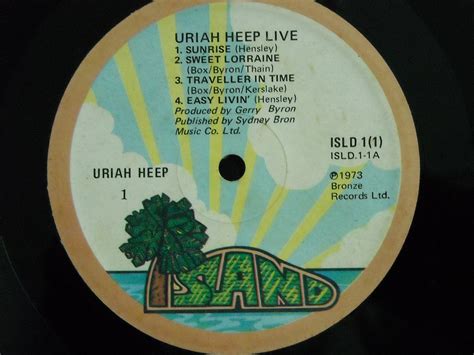 URIAH HEEP LIVE
1. SUNRISE (Hensley)
2. SWEET LORRAINE
(Box/Byron/Thain)
3. TRAVELLER IN TIME
(Box/Byron/Kerslake)
4. EASY LIVIN' (Hensley)
Produced by Gerry Byron
Published by Sydney Bron
Music Co. Ltd.
ISLD 1(1)
ISLD.1-1A
℗1973
Bronze
Records Ltd.
URIAH HEEP
1
ISLAND